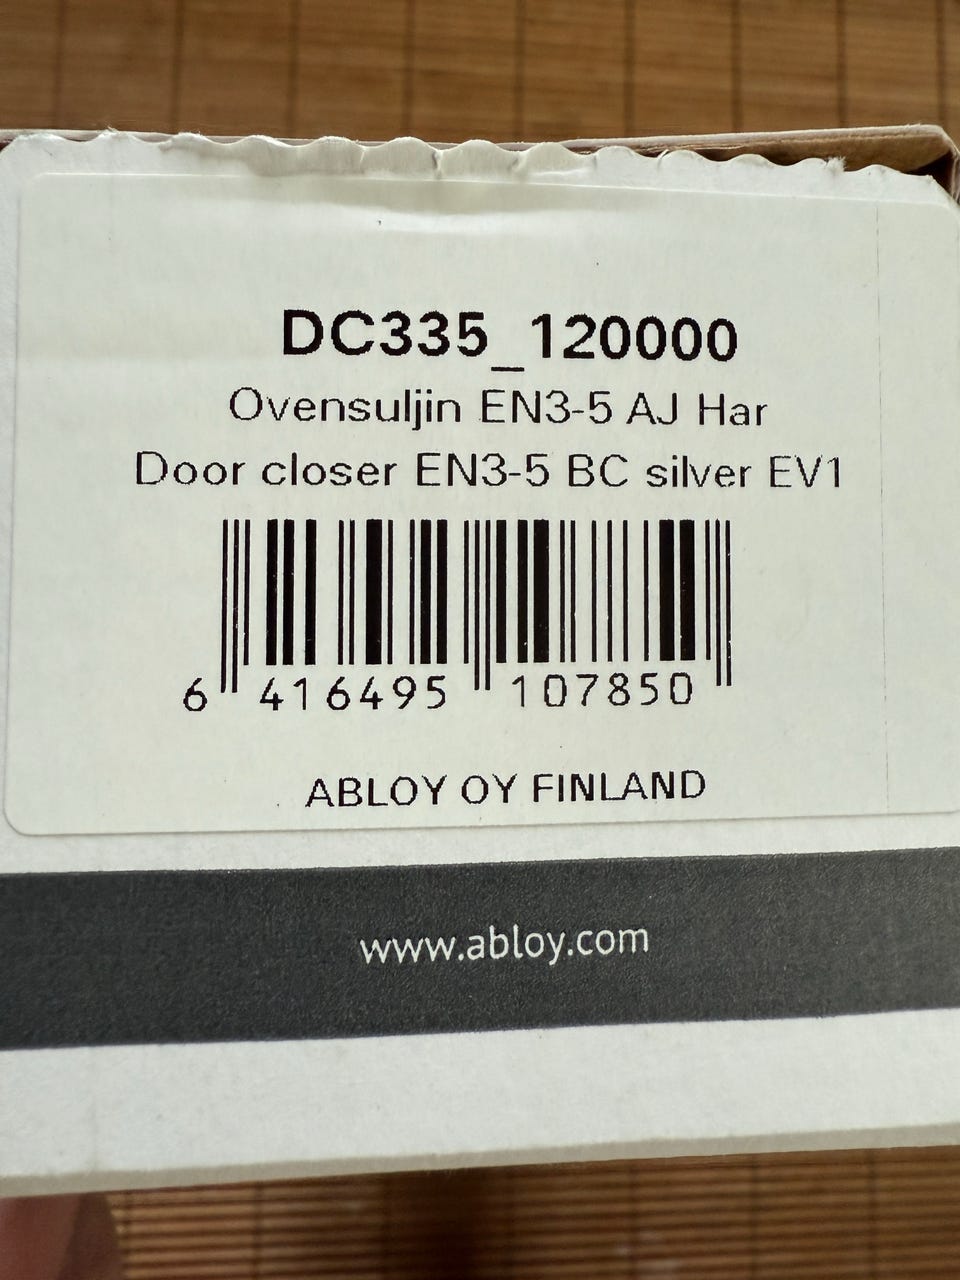 DC335_120000
Ovensuljin EN3-5 AJ Har
Door closer EN3-5 BC silver EV1
6 416495 107850
ABLOY OY FINLAND
www.abloy.com